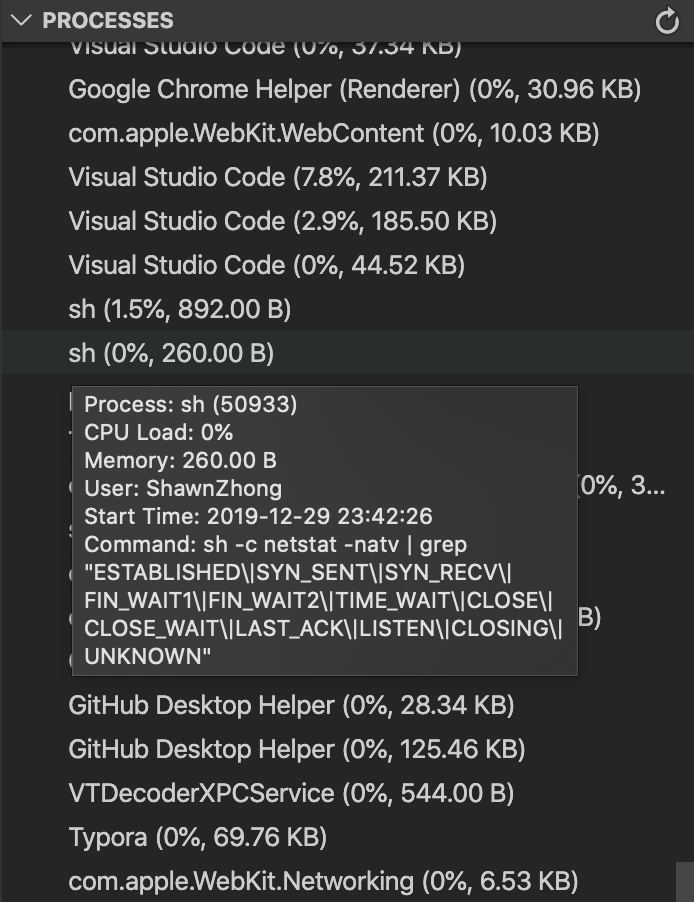 PROCESSES
Visual Studio Code (0%, 37.34 KB)
Google Chrome Helper (Renderer) (0%, 30.96 KB)
com.apple.WebKit.WebContent (0%, 10.03 KB)
Visual Studio Code (7.8%, 211.37 KB)
Visual Studio Code (2.9%, 185.50 KB)
Visual Studio Code (0%, 44.52 KB)
sh (1.5%, 892.00 B)
sh (0%, 260.00 B)
Process: sh (50933)
CPU Load: 0%
Memory: 260.00 B
User: ShawnZhong
(0%, 3...
Start Time: 2019-12-29 23:42:26
Command: sh -c netstat -natv | grep
"ESTABLISHED\|SYN_SENT\|SYN_RECV\|
FIN_WAIT1\|FIN_WAIT2\|TIME_WAIT\|CLOSE\|
B)
CLOSE_WAIT\|LAST_ACK\|LISTEN\|CLOSING\|
UNKNOWN"
GitHub Desktop Helper (0%, 28.34 KB)
GitHub Desktop Helper (0%, 125.46 KB)
VTDecoderXPCService (0%, 544.00 B)
Typora (0%, 69.76 KB)
com.apple.WebKit.Networking (0%, 6.53 KB)